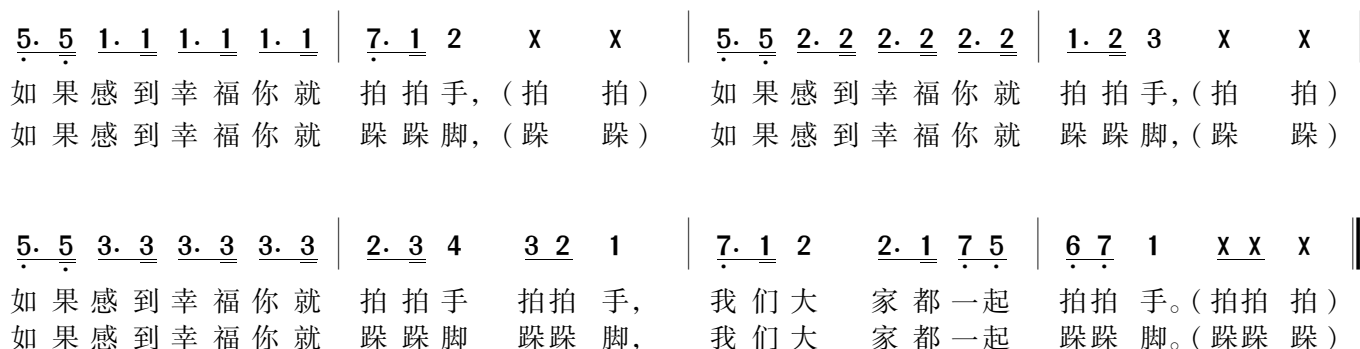 5· 5 1· 1 1· 1 1· 1 | 7· 1 2 X X | 5· 5 2· 2 2· 2 2· 2 | 1· 2 3 X X |
如果感到幸福你就 拍拍手,(拍 拍) 如果感到幸福你就 拍拍手,(拍 拍)
如果感到幸福你就 跺跺脚,(跺 跺) 如果感到幸福你就 跺跺脚,(跺 跺)
5· 5 3· 3 3· 3 3· 3 | 2· 3 4 3 2 1 | 7· 1 2 2· 1 7 5 | 6 7 1 X X X ‖
如果感到幸福你就 拍拍手 拍拍手, 我们大 家都一起 拍拍手。(拍拍 拍)
如果感到幸福你就 跺跺脚 跺跺脚, 我们大 家都一起 跺跺脚。(跺跺 跺)